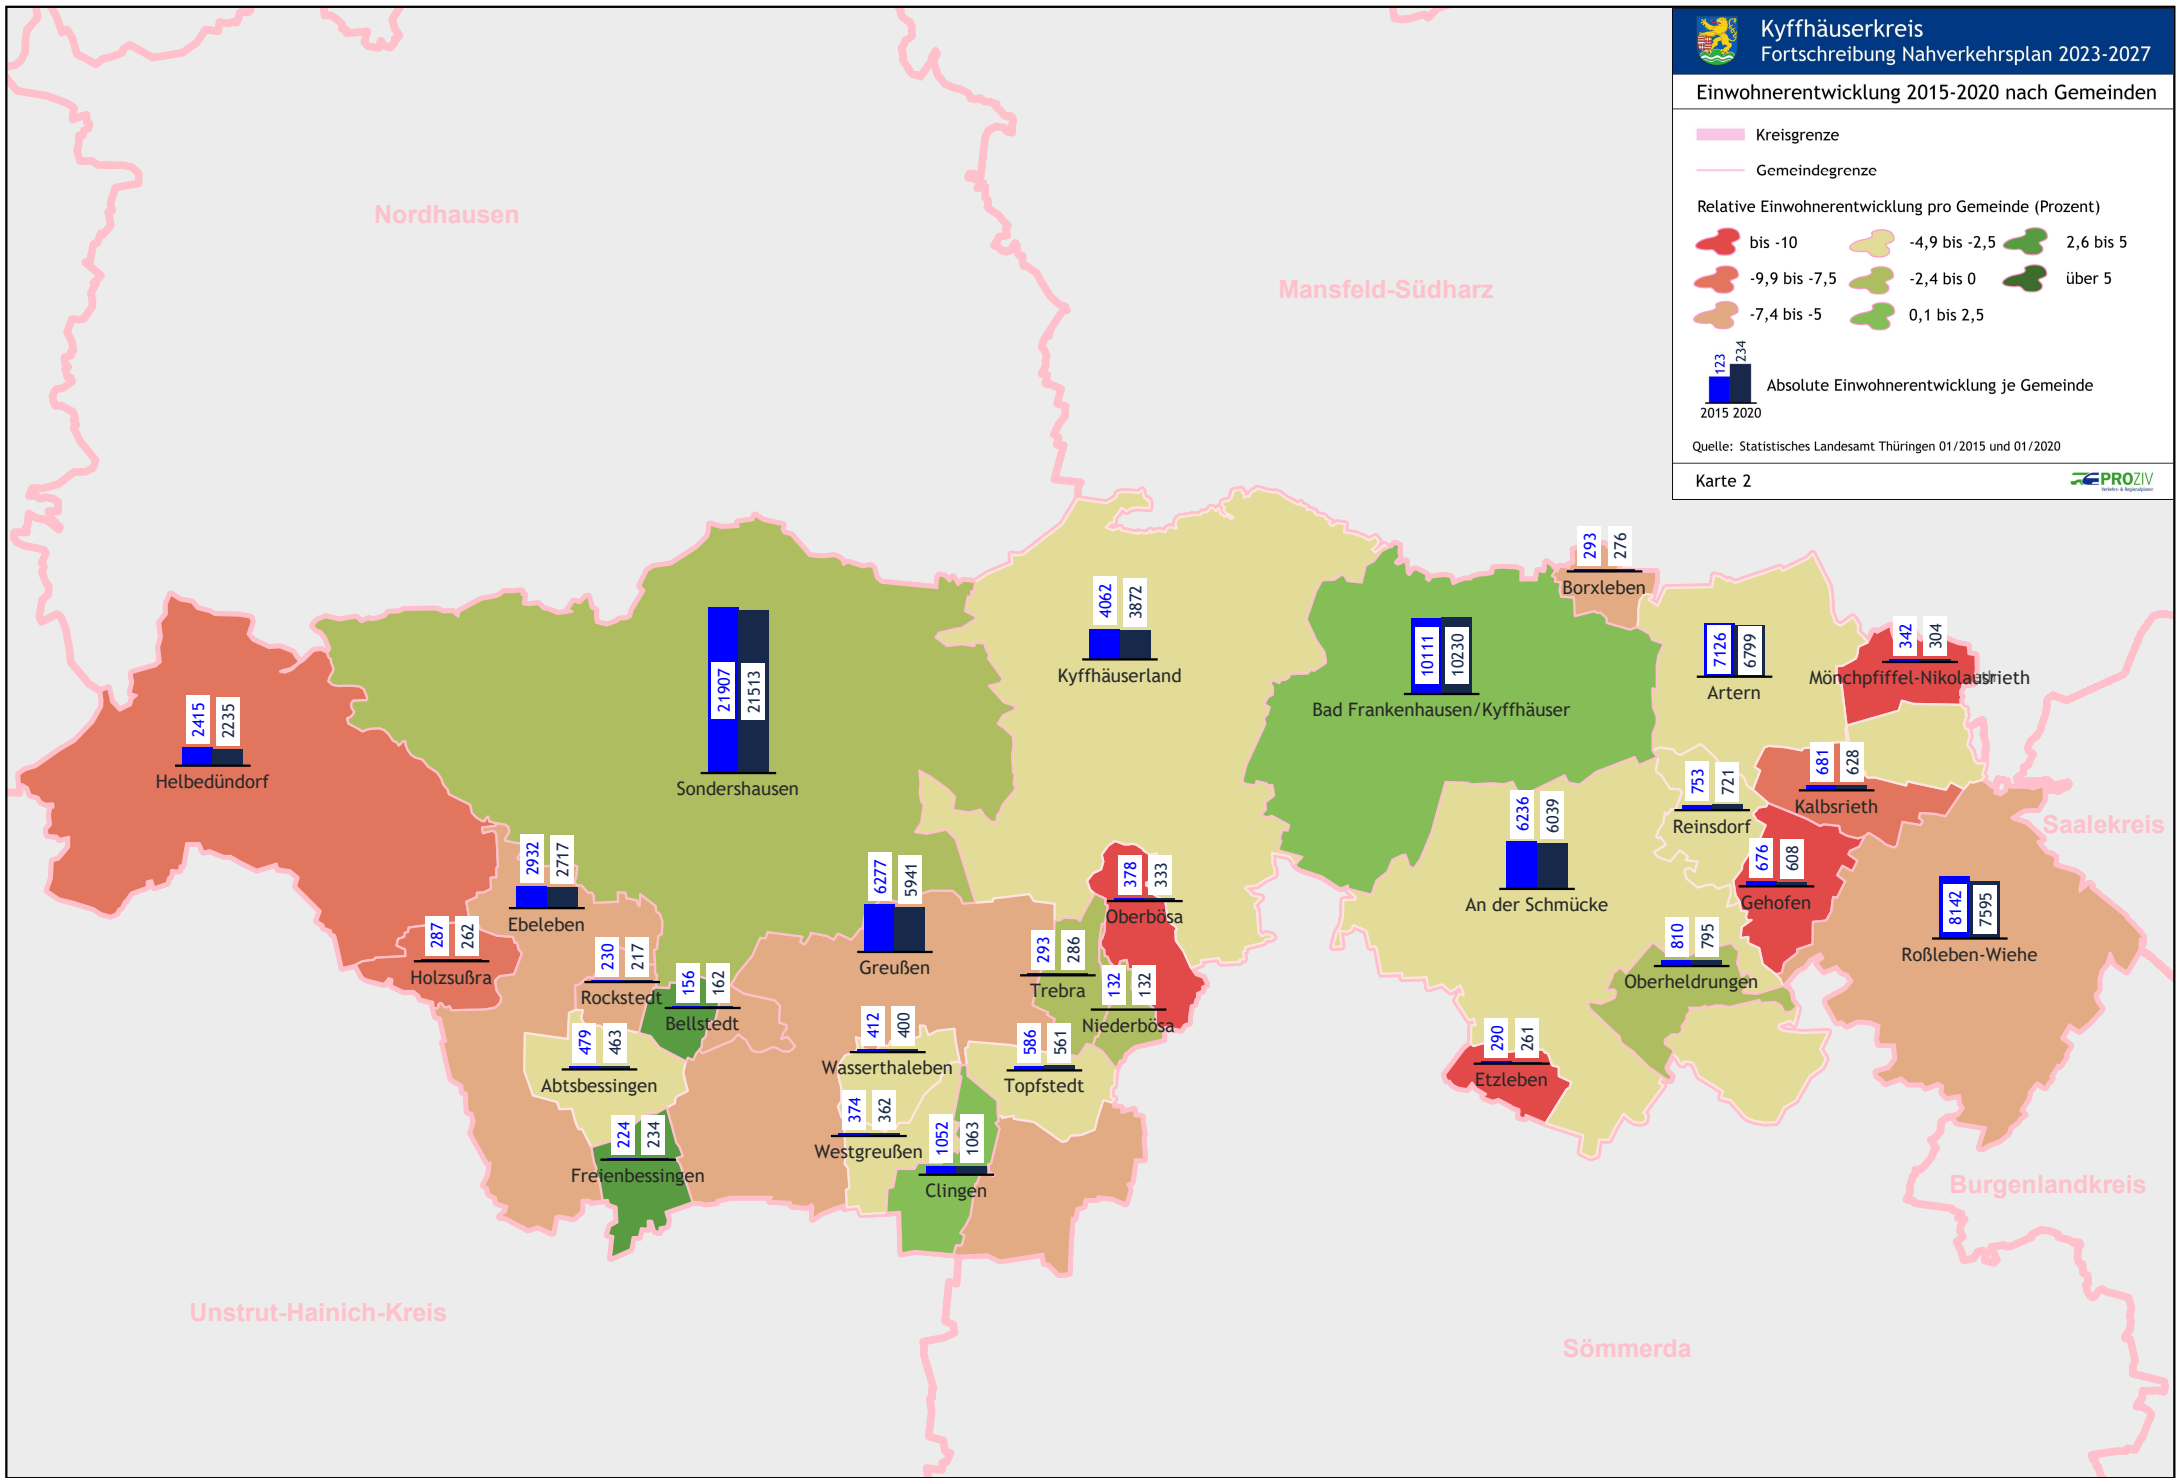 Kyffhäuserkreis
Fortschreibung Nahverkehrsplan 2023-2027
Einwohnerentwicklung 2015-2020 nach Gemeinden
Kreisgrenze
Gemeindegrenze
Relative Einwohnerentwicklung pro Gemeinde (Prozent)
bis -10
-4,9 bis -2,5
2,6 bis 5
-9,9 bis -7,5
-2,4 bis 0
über 5
-7,4 bis -5
0,1 bis 2,5
123
234
Absolute Einwohnerentwicklung je Gemeinde
2015 2020
Quelle: Statistisches Landesamt Thüringen 01/2015 und 01/2020
Karte 2
PROZIV
Verkehrs- & Regionalplaner
Nordhausen
Mansfeld-Südharz
Saalekreis
Burgenlandkreis
Sömmerda
Unstrut-Hainich-Kreis
293
276
Borxleben
4062
3872
Kyffhäuserland
10111
10230
Bad Frankenhausen/Kyffhäuser
7126
6799
Artern
342
304
Mönchpfiffel-Nikolausrieth
21907
21513
Sondershausen
2415
2235
Helbedündorf
753
721
Reinsdorf
681
628
Kalbsrieth
6236
6039
An der Schmücke
676
608
Gehofen
8142
7595
Roßleben-Wiehe
2932
2717
Ebeleben
6277
5941
Greußen
378
333
Oberbösa
287
262
Holzsußra
230
217
Rockstedt
156
162
Bellstedt
293
286
Trebra
132
132
Niederbösa
810
795
Oberheldrungen
479
463
Abtsbessingen
412
400
Wasserthaleben
586
561
Topfstedt
290
261
Etzleben
224
234
Freienbessingen
374
362
Westgreußen
1052
1063
Clingen